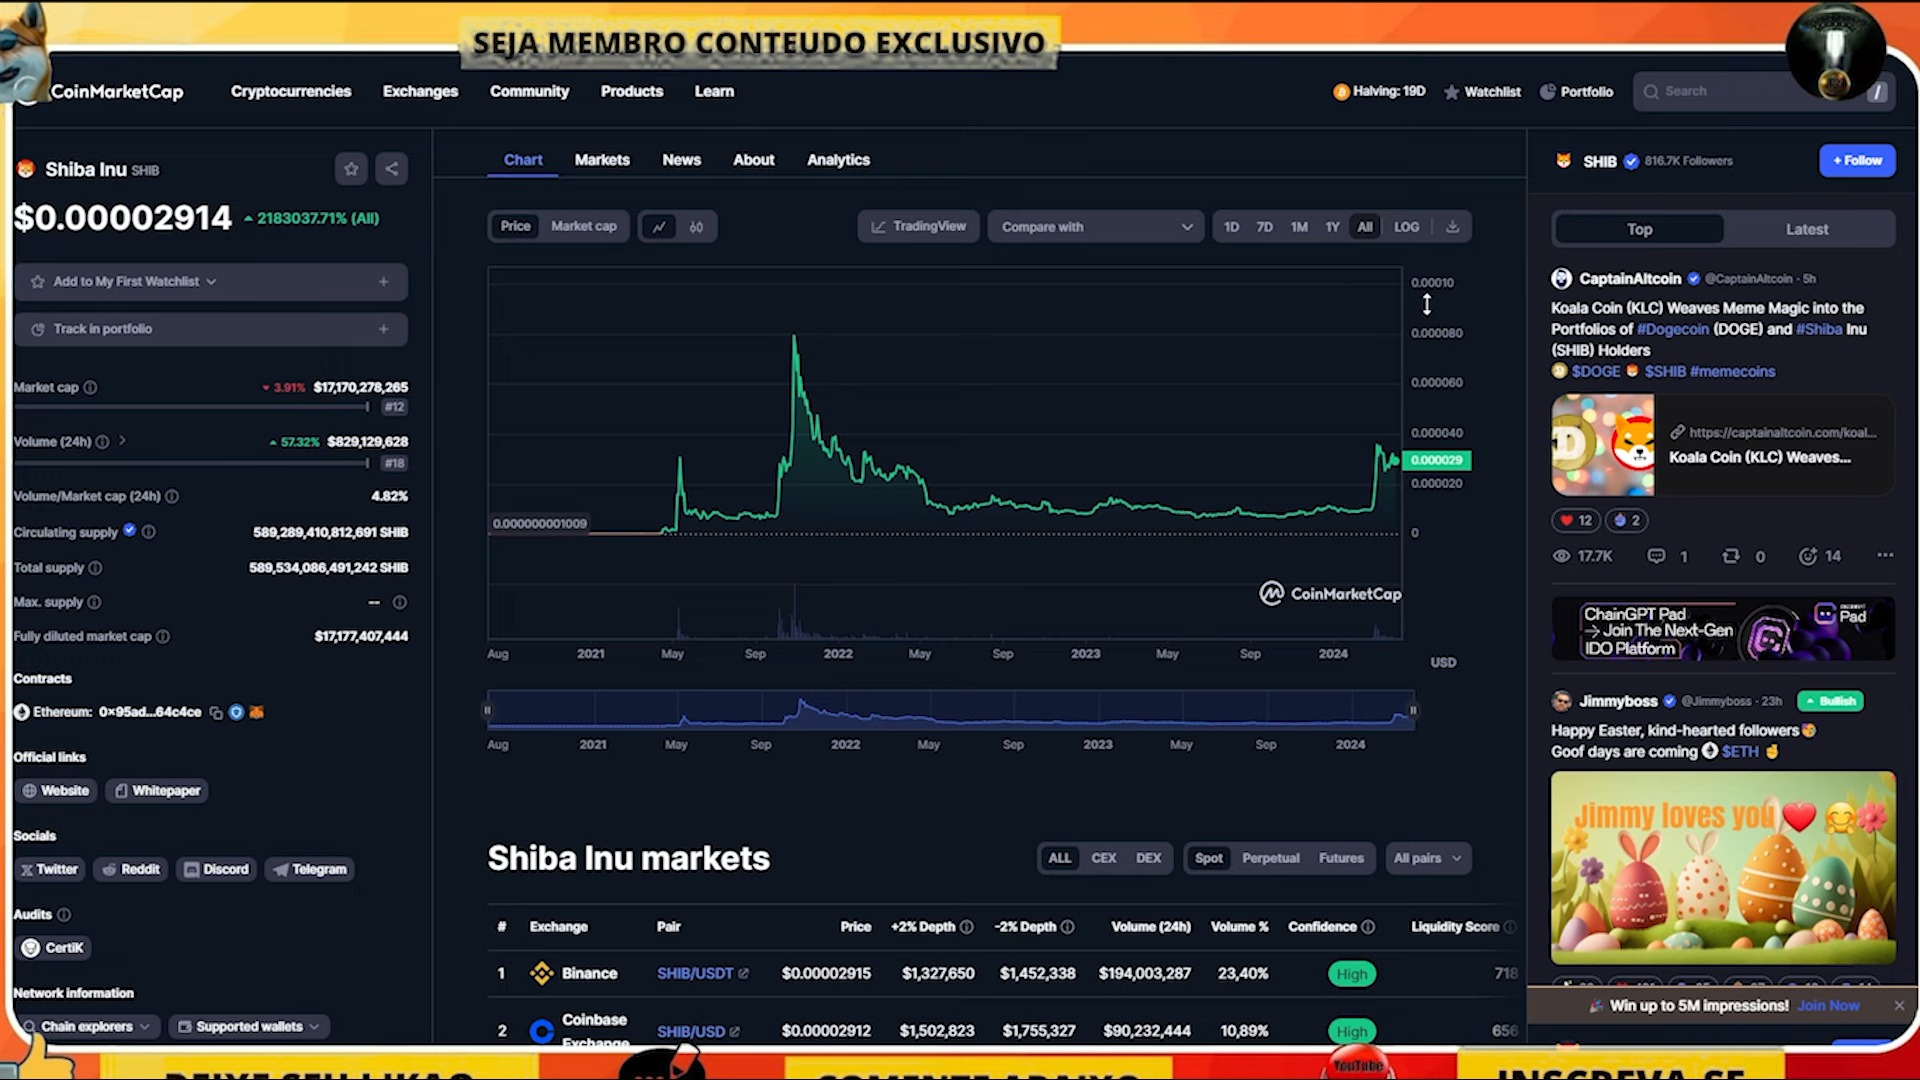 SEJA MEMBRO CONTEUDO EXCLUSIVO
CoinMarketCap
Cryptocurrencies
Exchanges
Community
Products
Learn
Halving: 19D
Watchlist
Portfolio
Search
/
Shiba Inu SHIB
$0.00002914
2183037.71% (All)
Add to My First Watchlist
+
Track in portfolio
+
Market cap
3.91% $17,170,278,265
#12
Volume (24h)
57.32% $829,129,628
#18
Volume/Market cap (24h)
4.82%
Circulating supply
589,289,410,812,691 SHIB
Total supply
589,534,086,491,242 SHIB
Max. supply
--
Fully diluted market cap
$17,177,407,444
Contracts
Ethereum: 0x95ad...64c4ce
Official links
Website
Whitepaper
Socials
Twitter
Reddit
Discord
Telegram
Audits
CertiK
Network information
Chain explorers
Supported wallets
Chart
Markets
News
About
Analytics
Price
Market cap
TradingView
Compare with
1D 7D 1M 1Y All LOG
0.00010
0.000080
0.000060
0.000040
0.000029
0.000020
0
0.000000001009
CoinMarketCap
Aug 2021 May Sep 2022 May Sep 2023 May Sep 2024
USD
Aug 2021 May Sep 2022 May Sep 2023 May Sep 2024
Shiba Inu markets
ALL CEX DEX
Spot Perpetual Futures
All pairs
# Exchange Pair Price +2% Depth -2% Depth Volume (24h) Volume % Confidence Liquidity Score
1 Binance SHIB/USDT $0.00002915 $1,327,650 $1,452,338 $194,003,287 23,40% High 718
2 Coinbase Exchange SHIB/USD $0.00002912 $1,502,823 $1,755,327 $90,232,444 10,89% High 656
SHIB 816.7K Followers
+ Follow
Top
Latest
CaptainAltcoin @CaptainAltcoin · 5h
Koala Coin (KLC) Weaves Meme Magic into the
Portfolios of #Dogecoin (DOGE) and #Shiba Inu
(SHIB) Holders
$DOGE $SHIB #memecoins
https://captainaltcoin.com/koal...
Koala Coin (KLC) Weaves...
12
2
17.7K
1
0
14
ChainGPT Pad
Join The Next-Gen
IDO Platform
Pad
Jimmyboss @Jimmyboss · 23h
Bullish
Happy Easter, kind-hearted followers
Goof days are coming $ETH
Jimmy loves you
Win up to 5M impressions! Join Now
DEIXE SEU LIKAO
COMENTE ABAIXO
YouTube
INSCREVA-SE